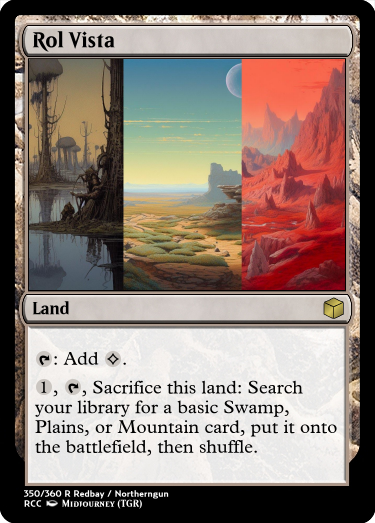 Rol Vista
Land
: Add .
1, , Sacrifice this land: Search
your library for a basic Swamp,
Plains, or Mountain card, put it onto
the battlefield, then shuffle.
350/360 R Redbay / Northerngun
RCC Midjourney (TGR)